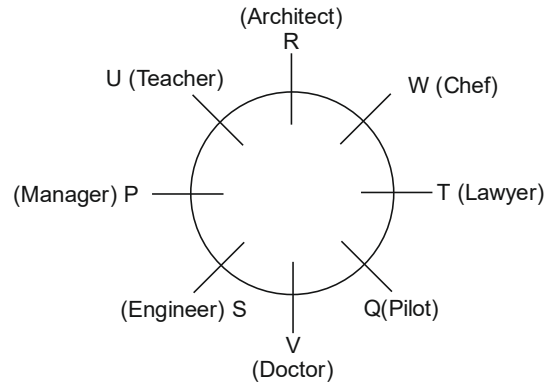 (Architect)
R
U (Teacher)
W (Chef)
(Manager) P
T (Lawyer)
(Engineer) S
Q(Pilot)
V
(Doctor)